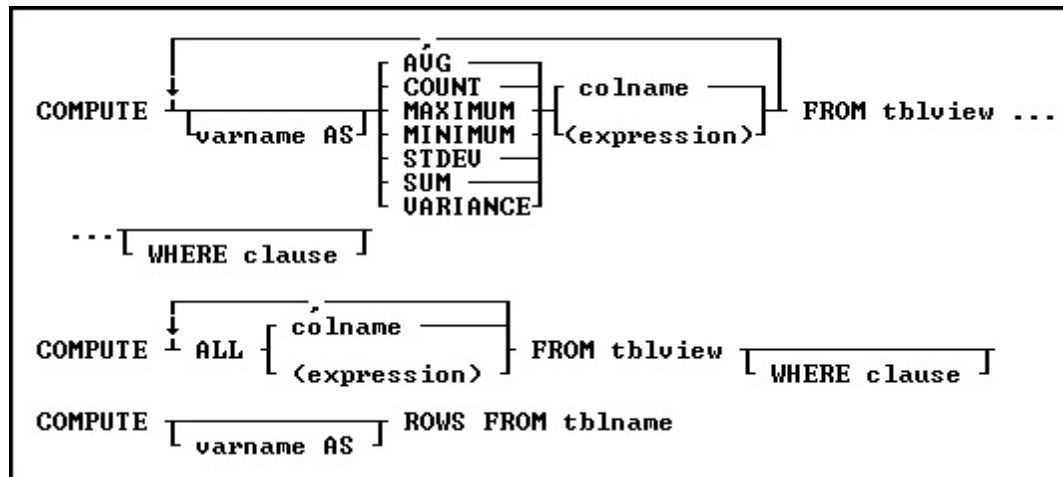 ,
AVG
COUNT
colname
COMPUTE varname AS MAXIMUM FROM tblview ...
MINIMUM (expression)
STDEV
SUM
VARIANCE
... WHERE clause
,
colname
COMPUTE ALL FROM tblview WHERE clause
(expression)
COMPUTE varname AS ROWS FROM tblname